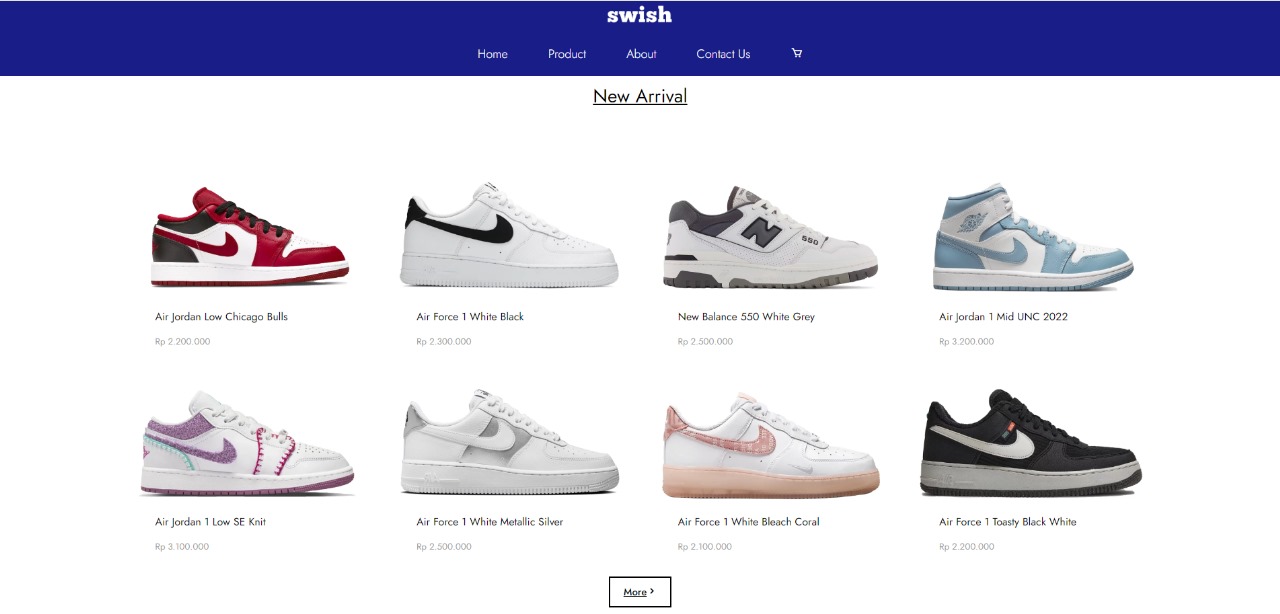 swish
Home Product About Contact Us
New Arrival
N 550
Air Jordan Low Chicago Bulls
Air Force 1 White Black
New Balance 550 White Grey
Air Jordan 1 Mid UNC 2022
Rp 2.200.000
Rp 2.300.000
Rp 2.500.000
Rp 3.200.000
Air Jordan 1 Low SE Knit
Air Force 1 White Metallic Silver
Air Force 1 White Bleach Coral
Air Force 1 Toasty Black White
Rp 3.100.000
Rp 2.500.000
Rp 2.100.000
Rp 2.200.000
More >